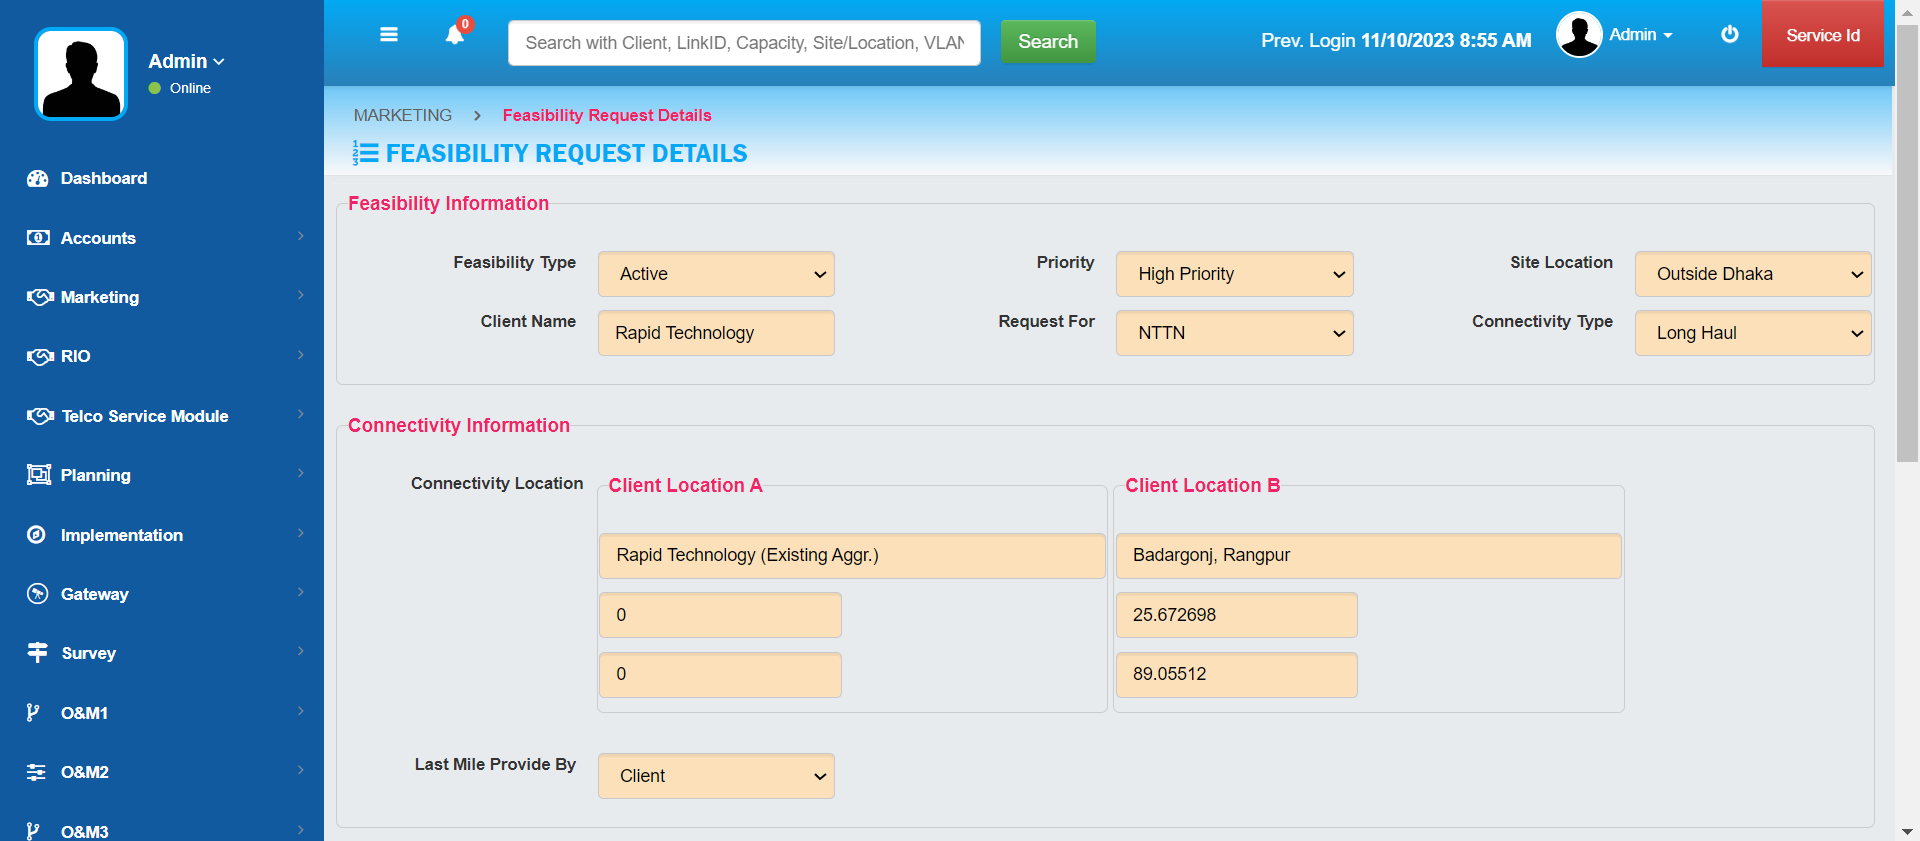 Admin
Online
Dashboard
Accounts
Marketing
RIO
Telco Service Module
Planning
Implementation
Gateway
Survey
O&M1
O&M2
O&M3
0
Search with Client, LinkID, Capacity, Site/Location, VLAN
Search
Prev. Login 11/10/2023 8:55 AM
Admin
Service Id
MARKETING > Feasibility Request Details
FEASIBILITY REQUEST DETAILS
Feasibility Information
Feasibility Type Active Priority High Priority Site Location Outside Dhaka
Client Name Rapid Technology Request For NTTN Connectivity Type Long Haul
Connectivity Information
Connectivity Location Client Location A Client Location B
Rapid Technology (Existing Aggr.) Badargonj, Rangpur
0 25.672698
0 89.05512
Last Mile Provide By Client